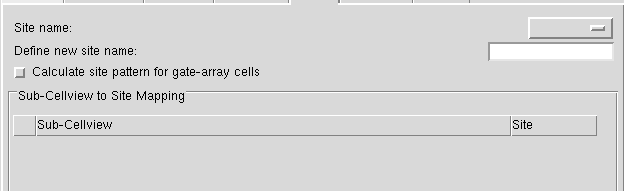 Site name:
Define new site name:
Calculate site pattern for gate-array cells
Sub-Cellview to Site Mapping
Sub-Cellview Site